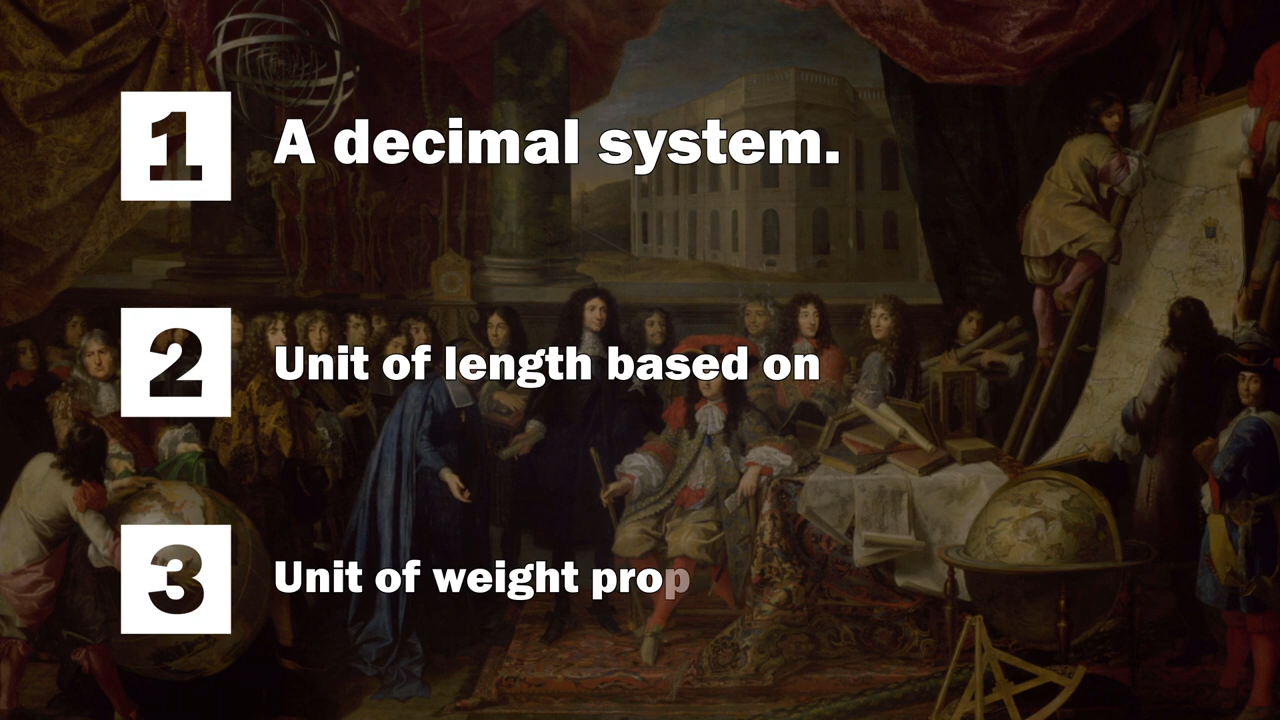 1 A decimal system.
2 Unit of length based on
3 Unit of weight prop